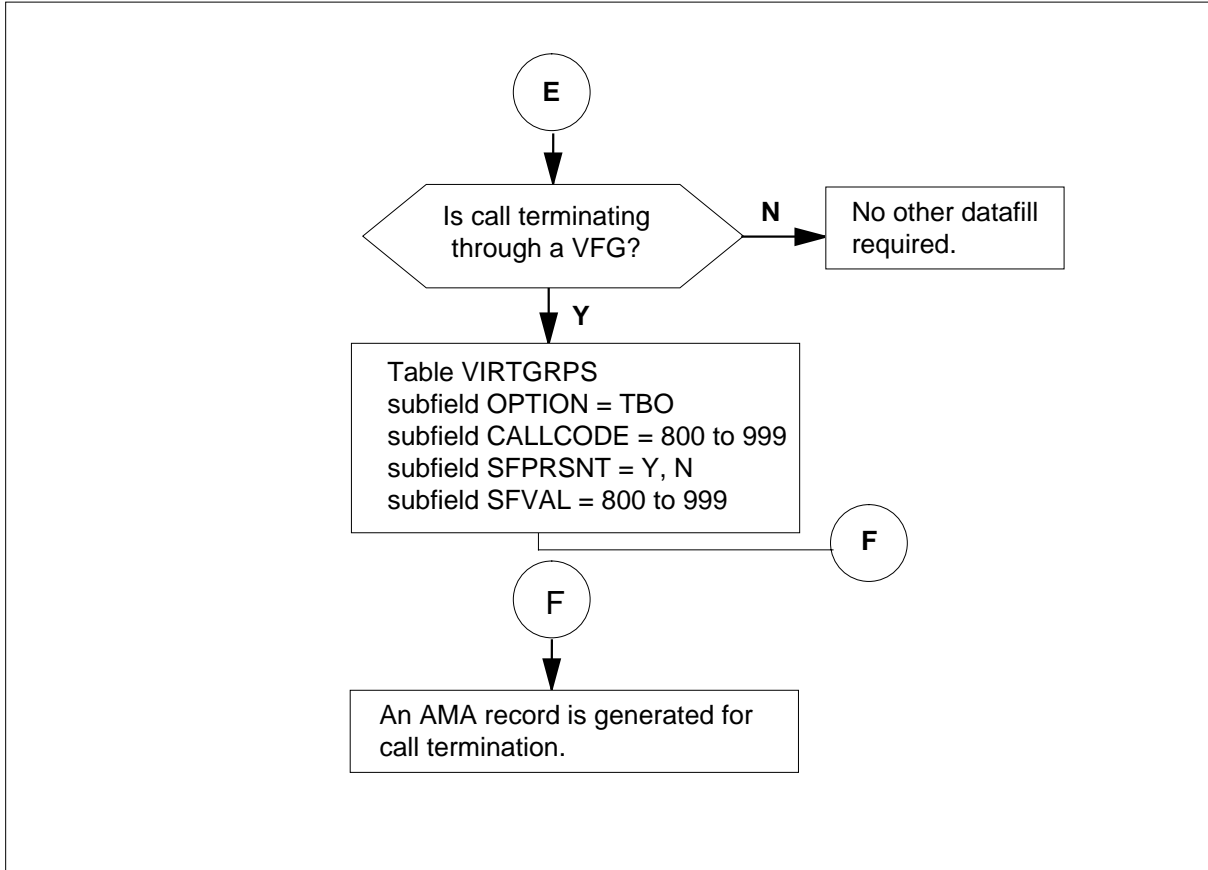 E
Is call terminating
through a VFG?
N
No other datafill
required.
Y
Table VIRTGRPS
subfield OPTION = TBO
subfield CALLCODE = 800 to 999
subfield SFPRSNT = Y, N
subfield SFVAL = 800 to 999
F
F
An AMA record is generated for
call termination.